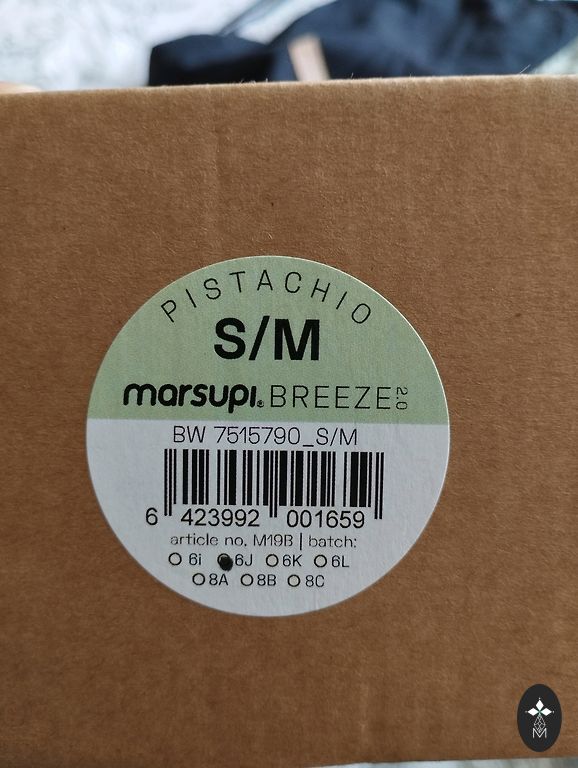 PISTACHIO
S/M
marsupi® BREEZE 2.0
BW 7515790_S/M
6 423992 001659
article no. M19B | batch:
6i 6J 6K 6L
8A 8B 8C
M